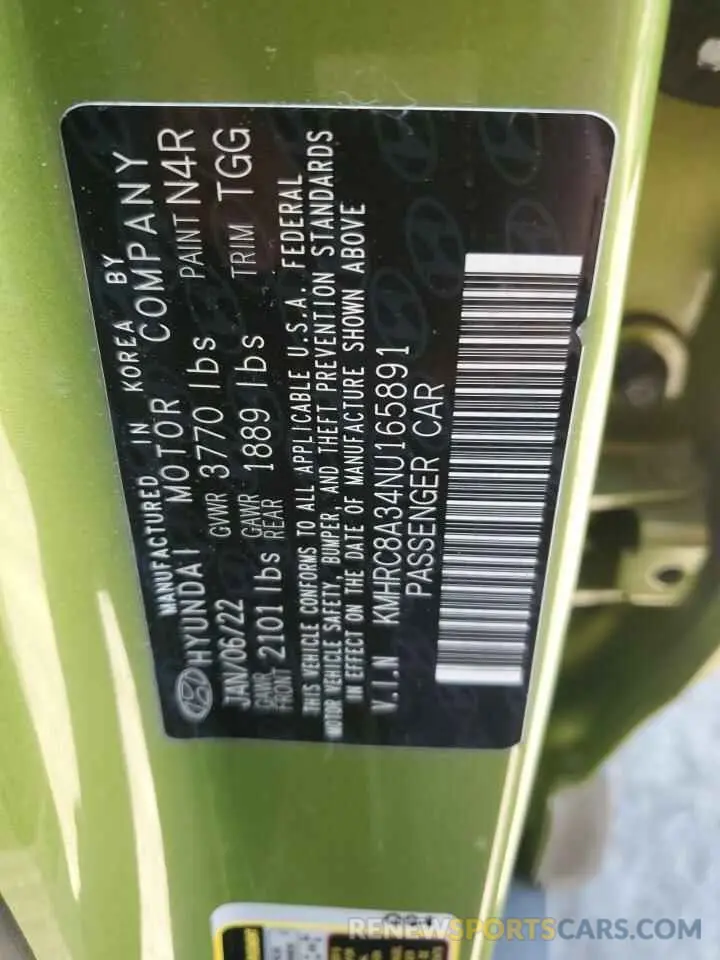 MANUFACTURED IN KOREA BY
HYUNDAI MOTOR COMPANY
JAN/06/22 GVWR 3770 lbs PAINT N4R
GAWR FRONT 2101 lbs GAWR REAR 1889 lbs TRIM TGG
THIS VEHICLE CONFORMS TO ALL APPLICABLE U.S.A. FEDERAL
MOTOR VEHICLE SAFETY, BUMPER, AND THEFT PREVENTION STANDARDS
IN EFFECT ON THE DATE OF MANUFACTURE SHOWN ABOVE
V.I.N KMHRC8A34NU165891
PASSENGER CAR
RENEWSPORTSCARS.COM